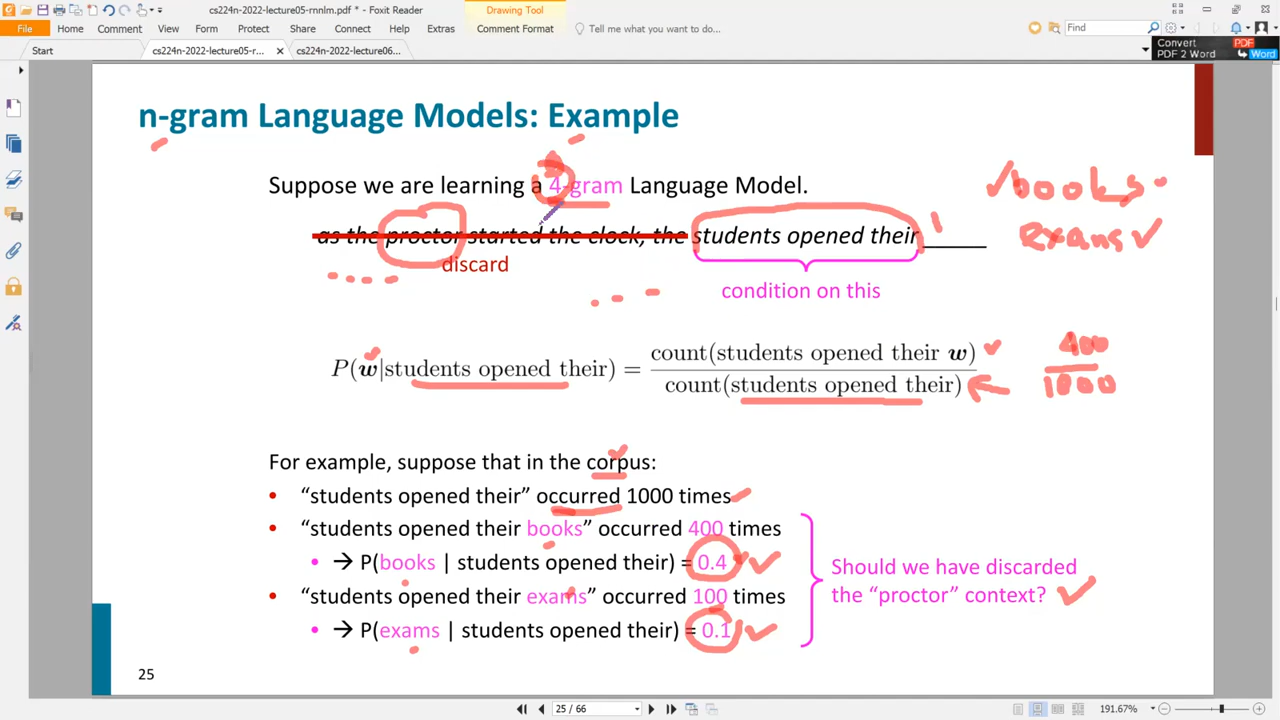 cs224n-2022-lecture05-rnnlm.pdf * - Foxit Reader
Drawing Tool
File
Home
Comment
View
Form
Protect
Share
Connect
Help
Extras
Comment Format
Tell me what you want to do...
Find
Start
cs224n-2022-lecture05-r...
cs224n-2022-lecture06...
Convert PDF
PDF 2 Word Word
n-gram Language Models: Example
Suppose we are learning a 4-gram Language Model.
books
as the proctor started the clock, the students opened their _____
exams
discard
condition on this
P(w|students opened their) = count(students opened their w)
count(students opened their)
400
1000
For example, suppose that in the corpus:
• “students opened their” occurred 1000 times
• “students opened their books” occurred 400 times
• → P(books | students opened their) = 0.4
• “students opened their exams” occurred 100 times
• → P(exams | students opened their) = 0.1
Should we have discarded
the “proctor” context?
25
25 / 66
191.67%